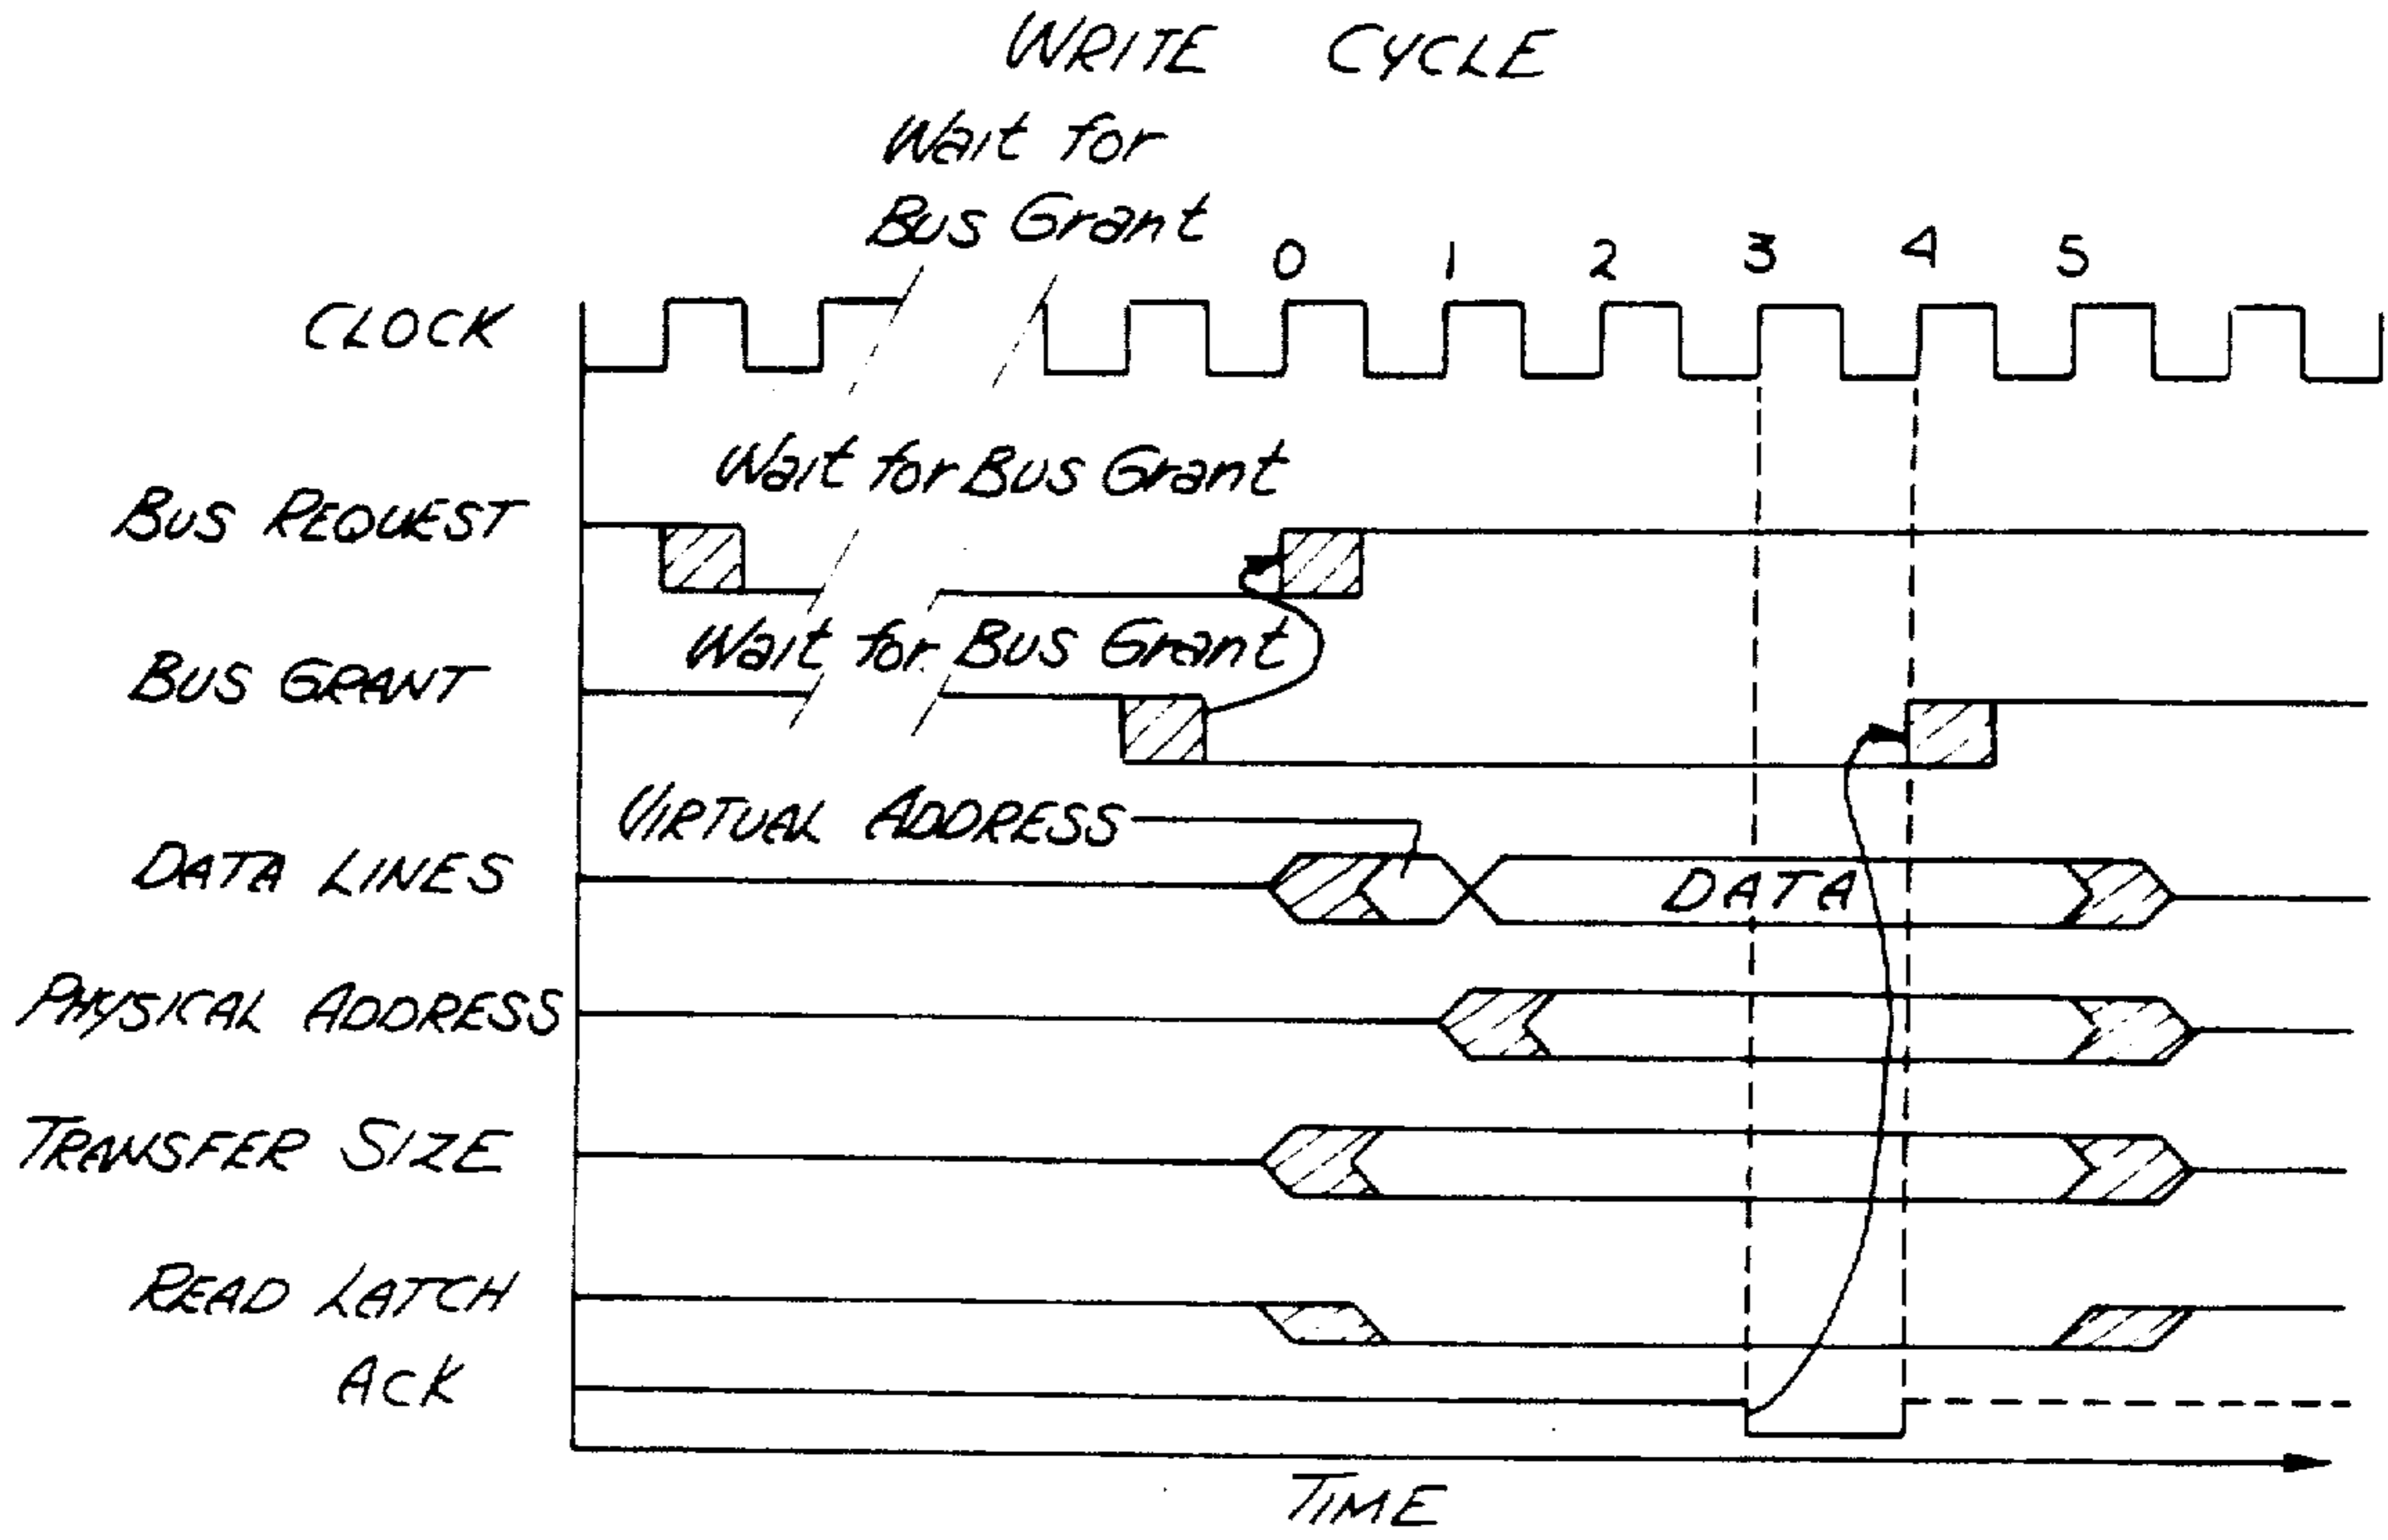 WRITE CYCLE
Wait for
Bus Grant
0 1 2 3 4 5
CLOCK
Wait for Bus Grant
BUS REQUEST
Wait for Bus Grant
BUS GRANT
VIRTUAL ADDRESS
DATA LINES
DATA
PHYSICAL ADDRESS
TRANSFER SIZE
READ LATCH
ACK
TIME